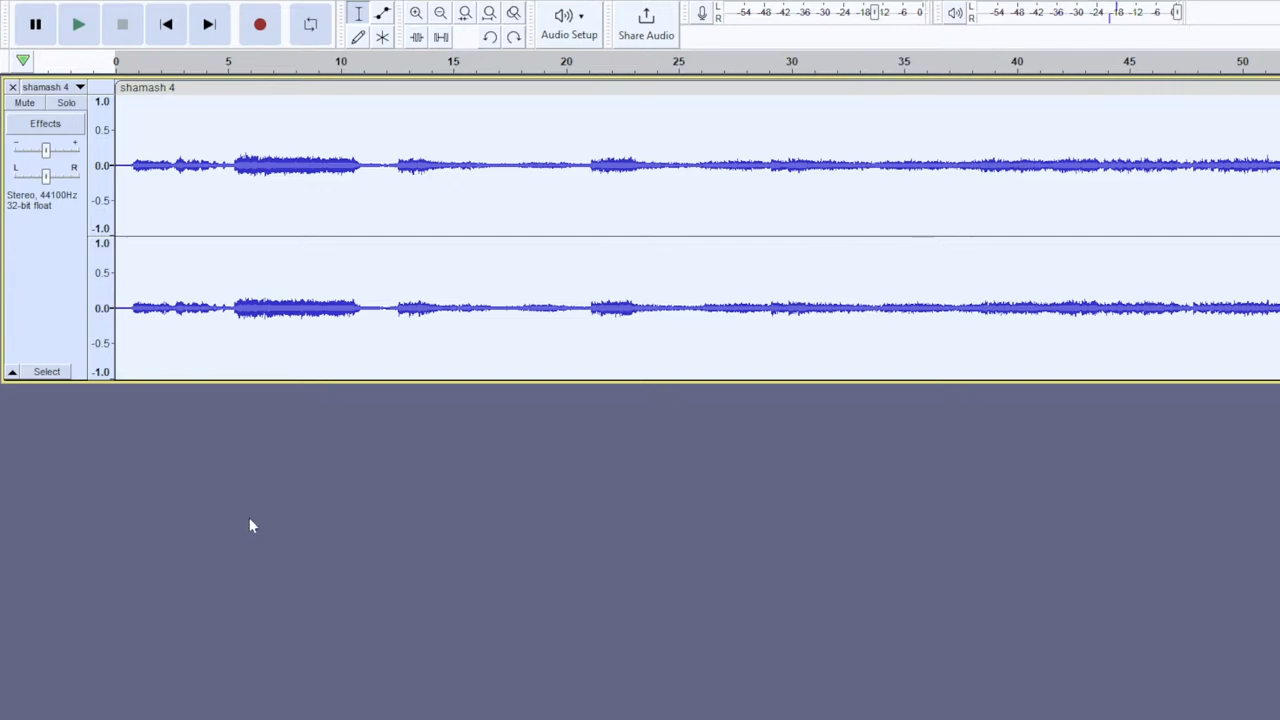 Audio Setup
Share Audio
L
R
-54 -48 -42 -36 -30 -24 -18 -12 -6 0
L
R
-54 -48 -42 -36 -30 -24 -18 -12 -6 0
0 5 10 15 20 25 30 35 40 45 50
shamash 4
shamash 4
Mute Solo
Effects
- +
L R
Stereo, 44100Hz
32-bit float
Select
1.0
0.5
0.0
-0.5
-1.0
1.0
0.5
0.0
-0.5
-1.0